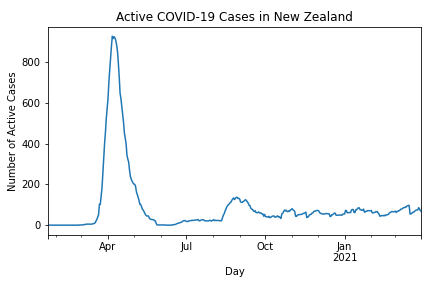 Active COVID-19 Cases in New Zealand
Number of Active Cases
800
600
400
200
0
Apr
Jul
Oct
Jan
2021
Day